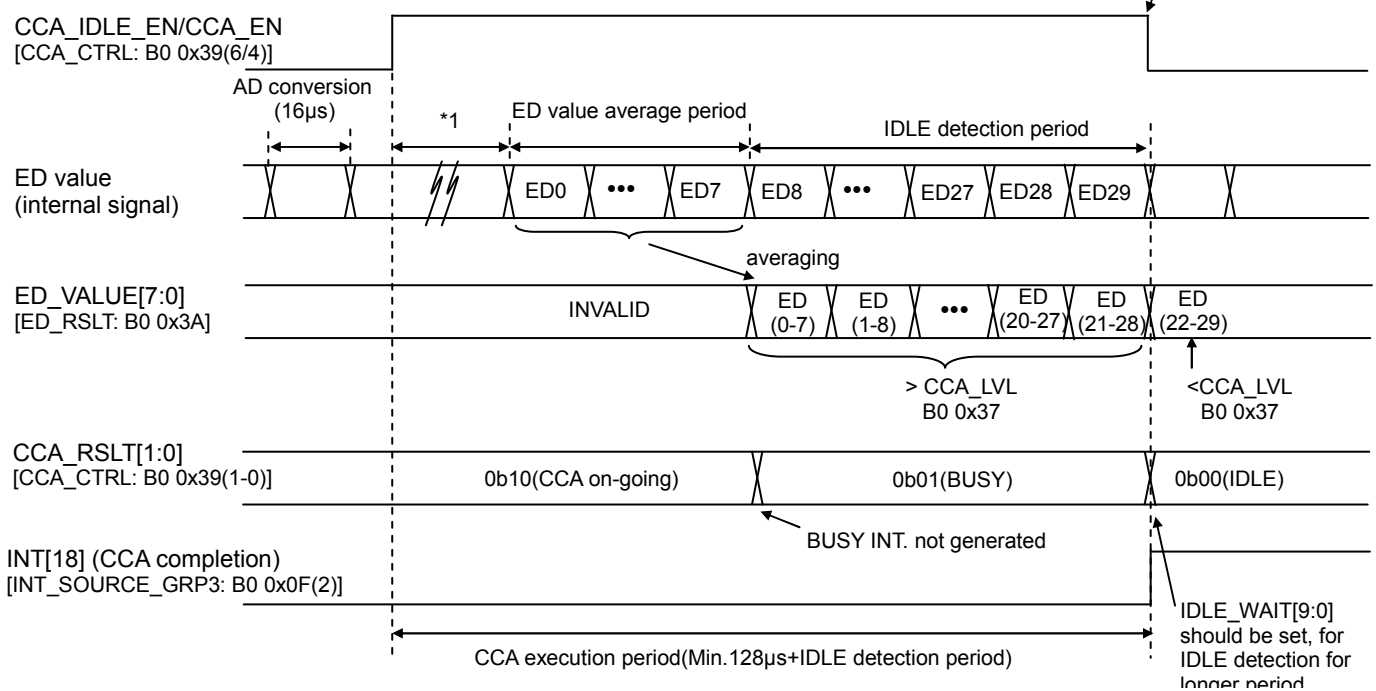 CCA_IDLE_EN/CCA_EN
[CCA_CTRL: B0 0x39(6/4)]
AD conversion
(16µs)
*1
ED value average period
IDLE detection period
ED value
(internal signal)
ED0
•••
ED7
ED8
•••
ED27
ED28
ED29
averaging
ED_VALUE[7:0]
[ED_RSLT: B0 0x3A]
INVALID
ED
(0-7)
ED
(1-8)
•••
ED
(20-27)
ED
(21-28)
ED
(22-29)
> CCA_LVL
B0 0x37
<CCA_LVL
B0 0x37
CCA_RSLT[1:0]
[CCA_CTRL: B0 0x39(1-0)]
0b10(CCA on-going)
0b01(BUSY)
0b00(IDLE)
BUSY INT. not generated
INT[18] (CCA completion)
[INT_SOURCE_GRP3: B0 0x0F(2)]
IDLE_WAIT[9:0]
should be set, for
IDLE detection for
longer period
CCA execution period(Min.128µs+IDLE detection period)